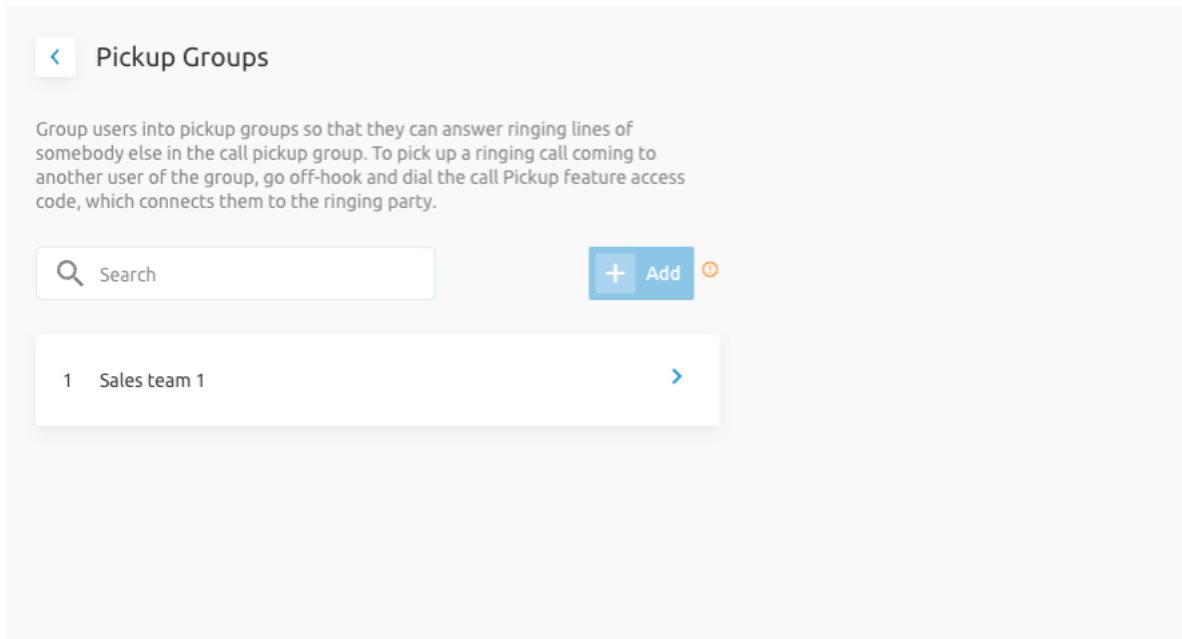 Pickup Groups
Group users into pickup groups so that they can answer ringing lines of
somebody else in the call pickup group. To pick up a ringing call coming to
another user of the group, go off-hook and dial the call Pickup feature access
code, which connects them to the ringing party.
Search
Add
1 Sales team 1